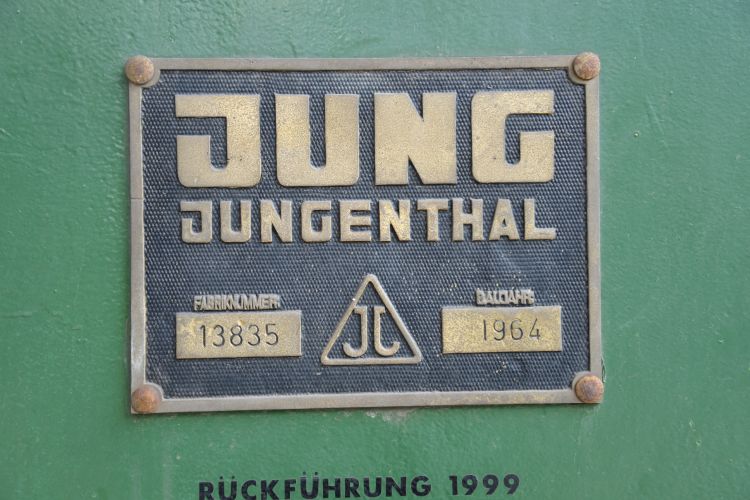 JUNG
JUNGENTHAL
FABRIKNUMMER:
13835
JJ
BAUJAHR:
1964
RÜCKFÜHRUNG 1999